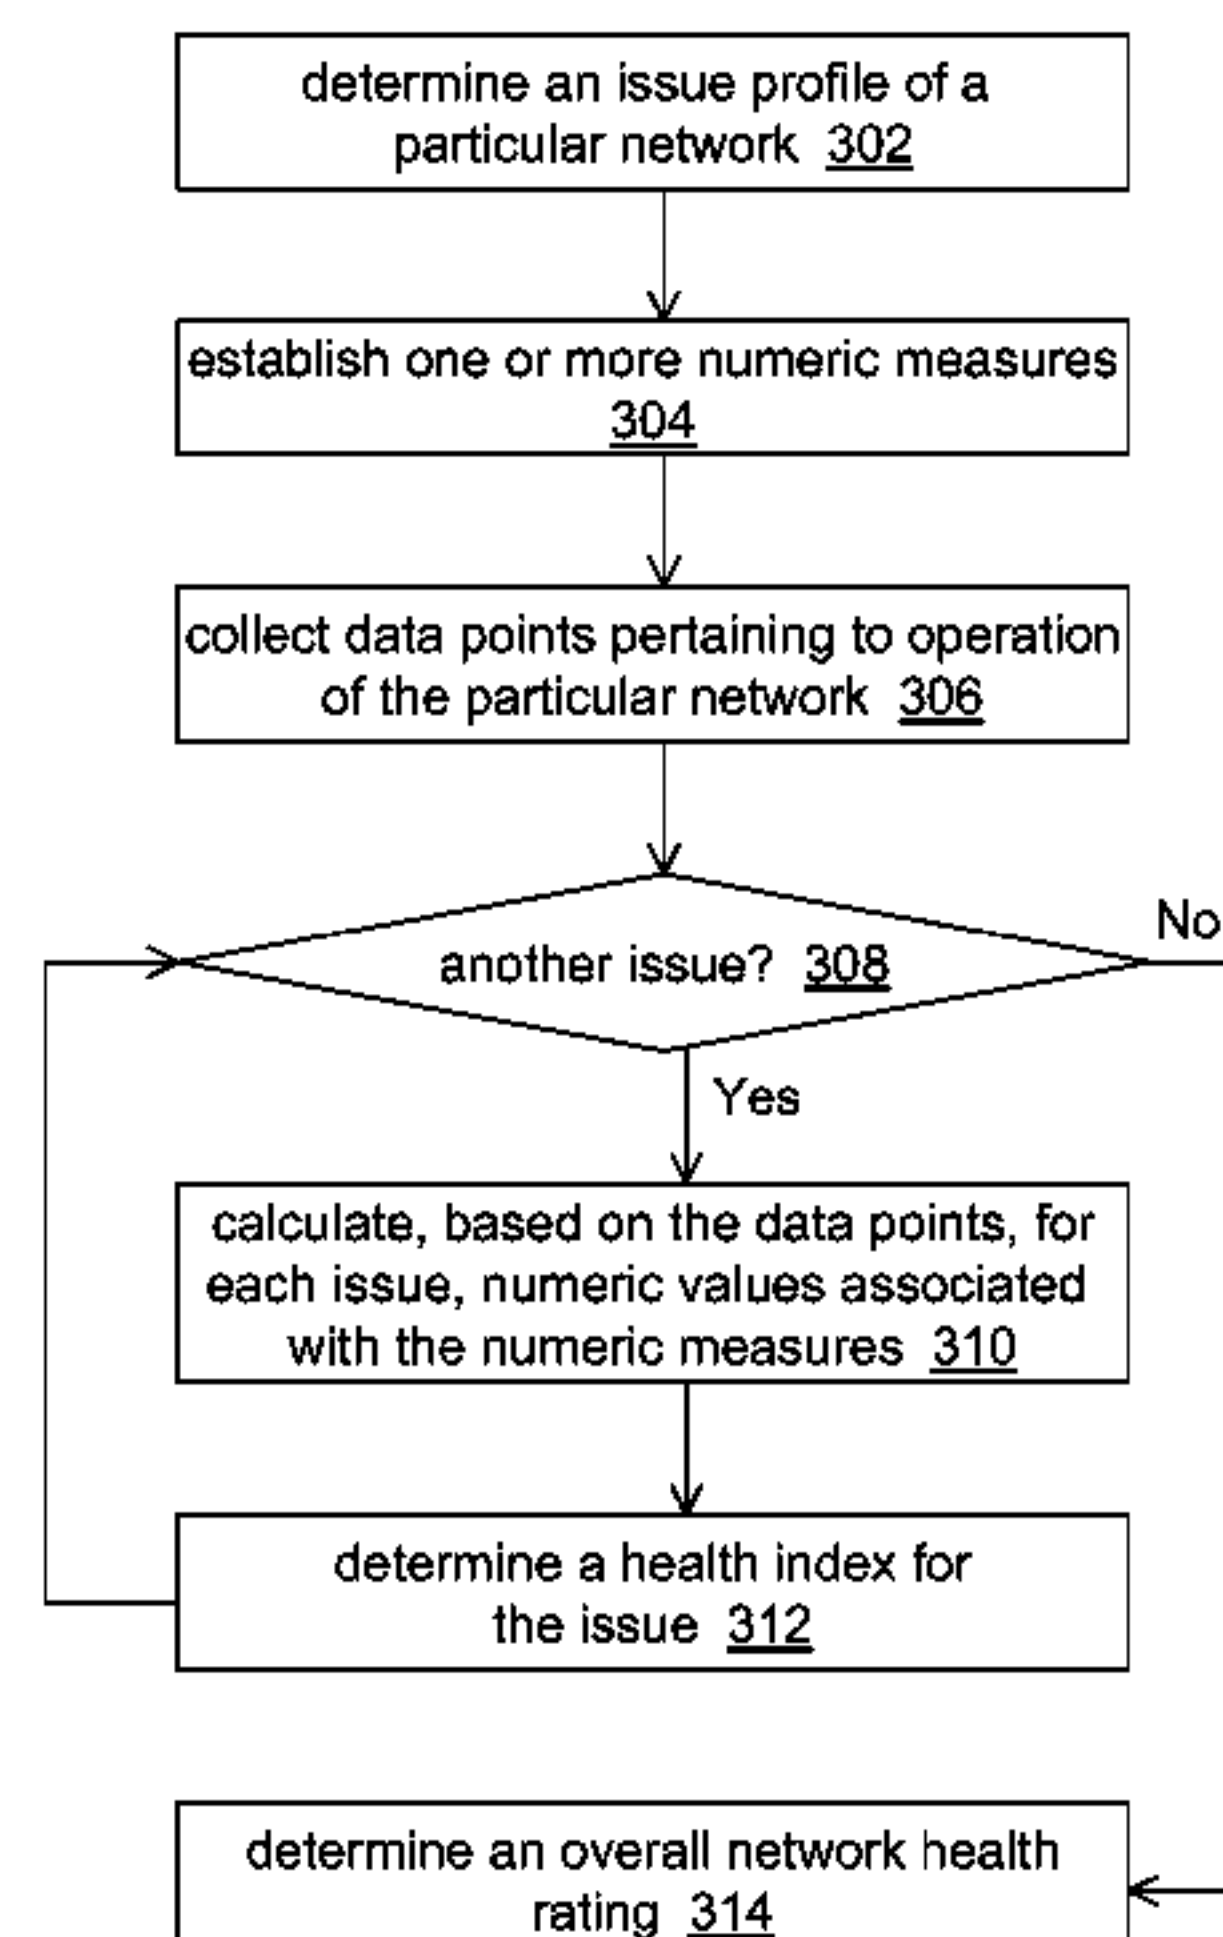 determine an issue profile of a
particular network 302
establish one or more numeric measures
304
collect data points pertaining to operation
of the particular network 306
another issue? 308
No
Yes
calculate, based on the data points, for
each issue, numeric values associated
with the numeric measures 310
determine a health index for
the issue 312
determine an overall network health
rating 314